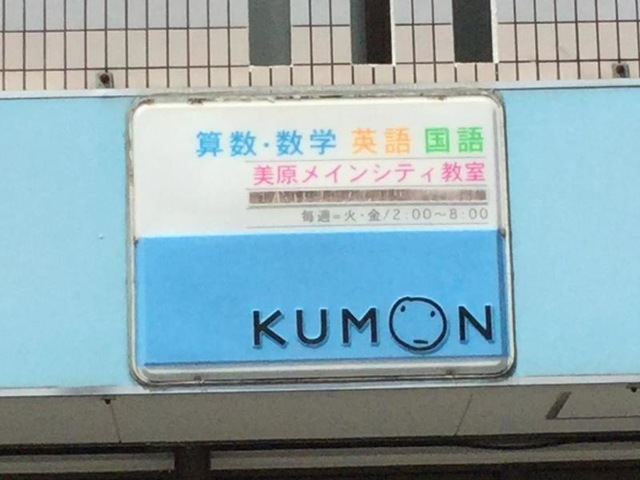 算数・数学 英語 国語
美原メインシティ教室
毎週=火・金/2:00〜8:00
KUMON